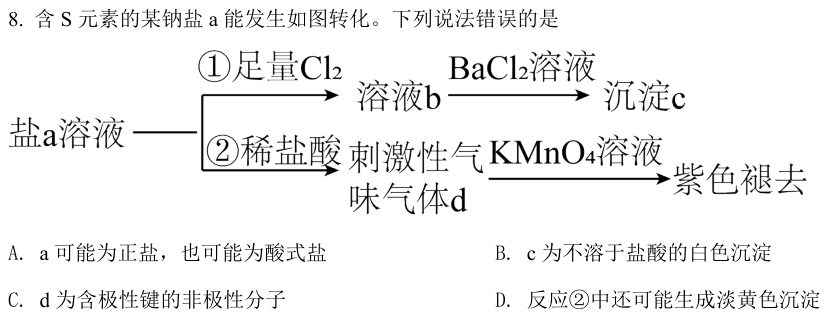 8. 含 S 元素的某钠盐 a 能发生如图转化。下列说法错误的是
①足量Cl₂
BaCl₂溶液
盐a溶液
溶液b
沉淀c
②稀盐酸
刺激性气
味气体d
KMnO₄溶液
紫色褪去
A. a 可能为正盐，也可能为酸式盐
B. c 为不溶于盐酸的白色沉淀
C. d 为含极性键的非极性分子
D. 反应②中还可能生成淡黄色沉淀